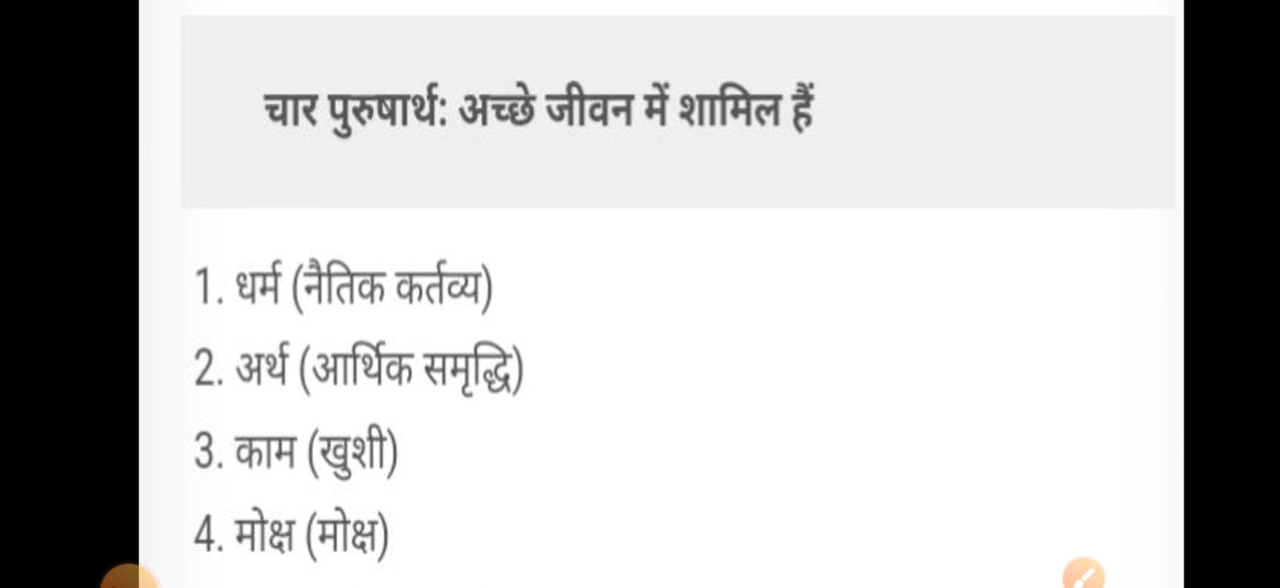 चार पुरुषार्थ: अच्छे जीवन में शामिल हैं
1. धर्म (नैतिक कर्तव्य)
2. अर्थ (आर्थिक समृद्धि)
3. काम (खुशी)
4. मोक्ष (मोक्ष)